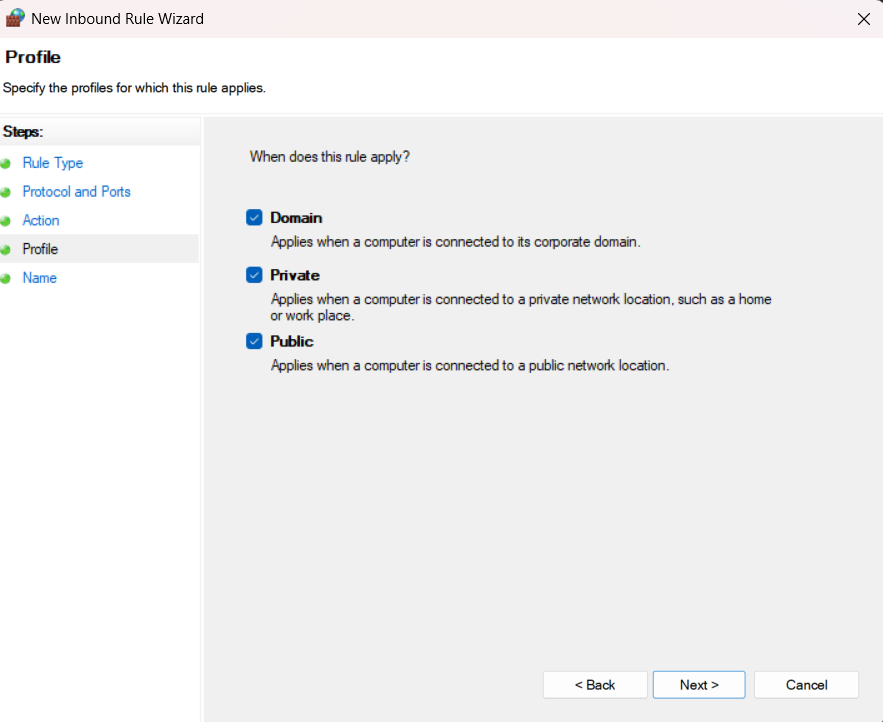 New Inbound Rule Wizard
Profile
Specify the profiles for which this rule applies.
Steps:
Rule Type
Protocol and Ports
Action
Profile
Name
When does this rule apply?
Domain
Applies when a computer is connected to its corporate domain.
Private
Applies when a computer is connected to a private network location, such as a home
or work place.
Public
Applies when a computer is connected to a public network location.
< Back
Next >
Cancel